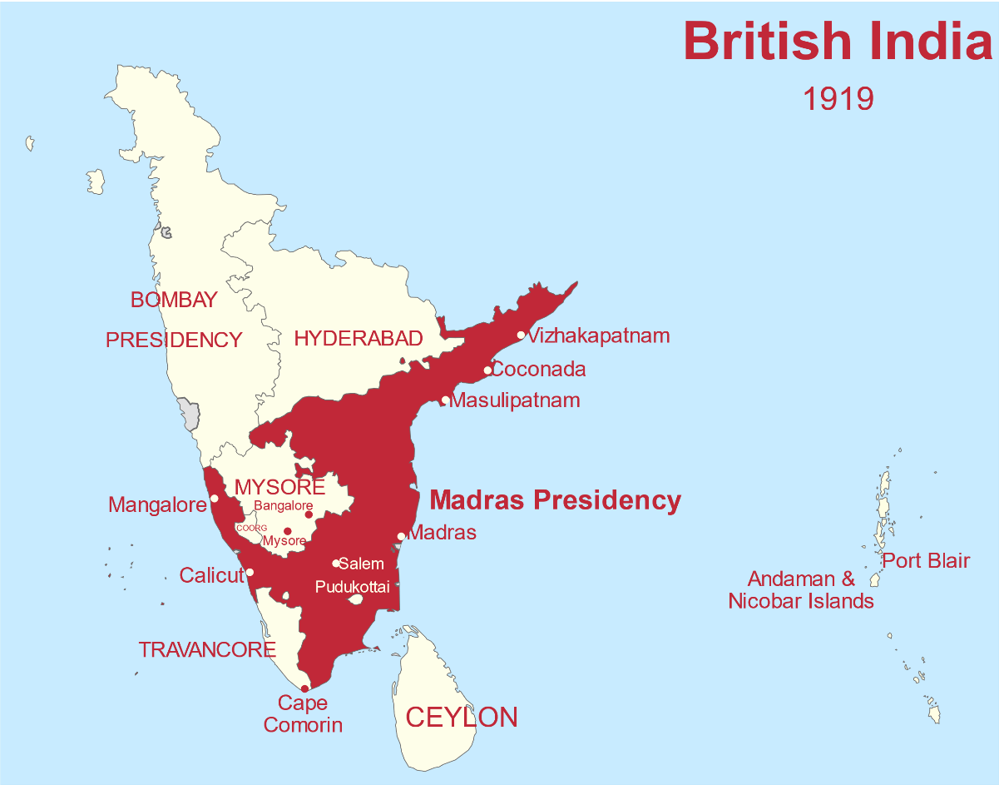 British India
1919
BOMBAY
PRESIDENCY
HYDERABAD
Vizhakapatnam
Coconada
Masulipatnam
MYSORE
Bangalore
Mangalore
Madras Presidency
COORG
Mysore
Madras
Salem
Calicut
Pudukottai
Port Blair
Andaman &
Nicobar Islands
TRAVANCORE
Cape
Comorin
CEYLON